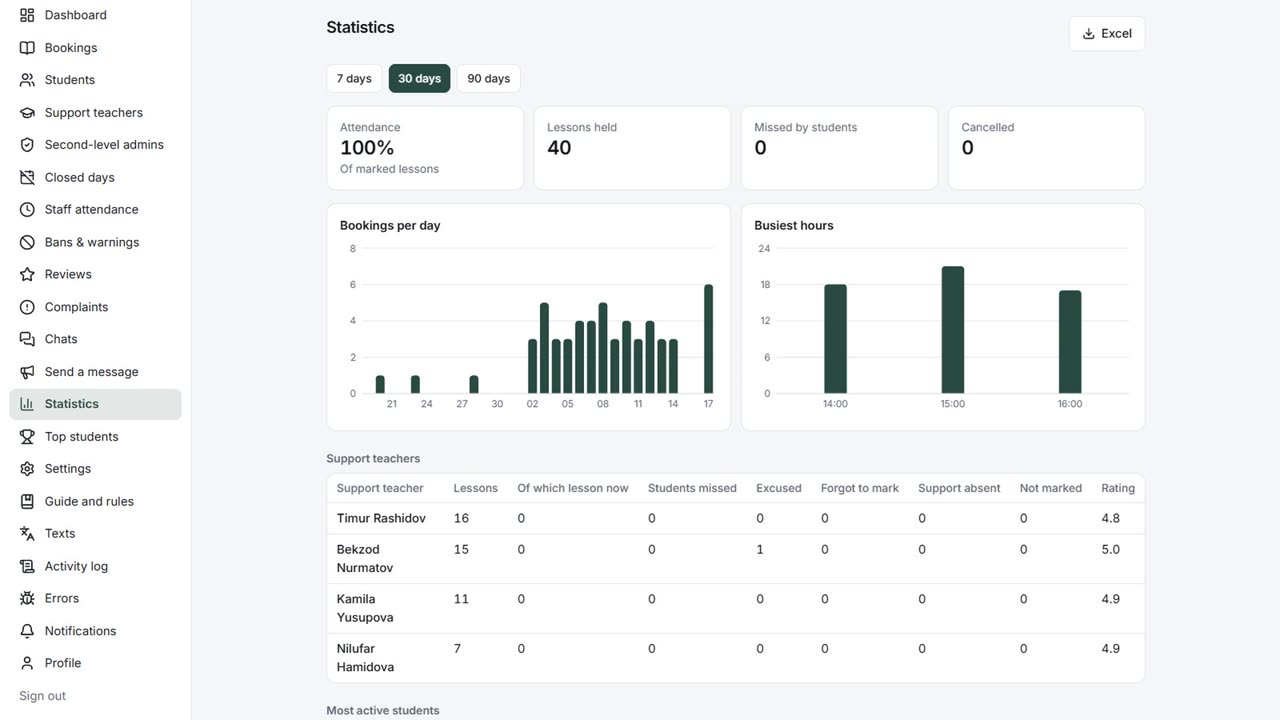 Dashboard
Bookings
Students
Support teachers
Second-level admins
Closed days
Staff attendance
Bans & warnings
Reviews
Complaints
Chats
Send a message
Statistics
Top students
Settings
Guide and rules
Texts
Activity log
Errors
Notifications
Profile
Sign out
Statistics
Excel
7 days 30 days 90 days
Attendance
100%
Of marked lessons
Lessons held
40
Missed by students
0
Cancelled
0
Bookings per day
8
6
4
2
0
21 24 27 30 02 05 08 11 14 17
Busiest hours
24
18
12
6
0
14:00 15:00 16:00
Support teachers
Support teacher Lessons Of which lesson now Students missed Excused Forgot to mark Support absent Not marked Rating
Timur Rashidov 16 0 0 0 0 0 0 4.8
Bekzod 15 0 0 1 0 0 0 5.0
Nurmatov
Kamila 11 0 0 0 0 0 0 4.9
Yusupova
Nilufar 7 0 0 0 0 0 0 4.9
Hamidova
Most active students